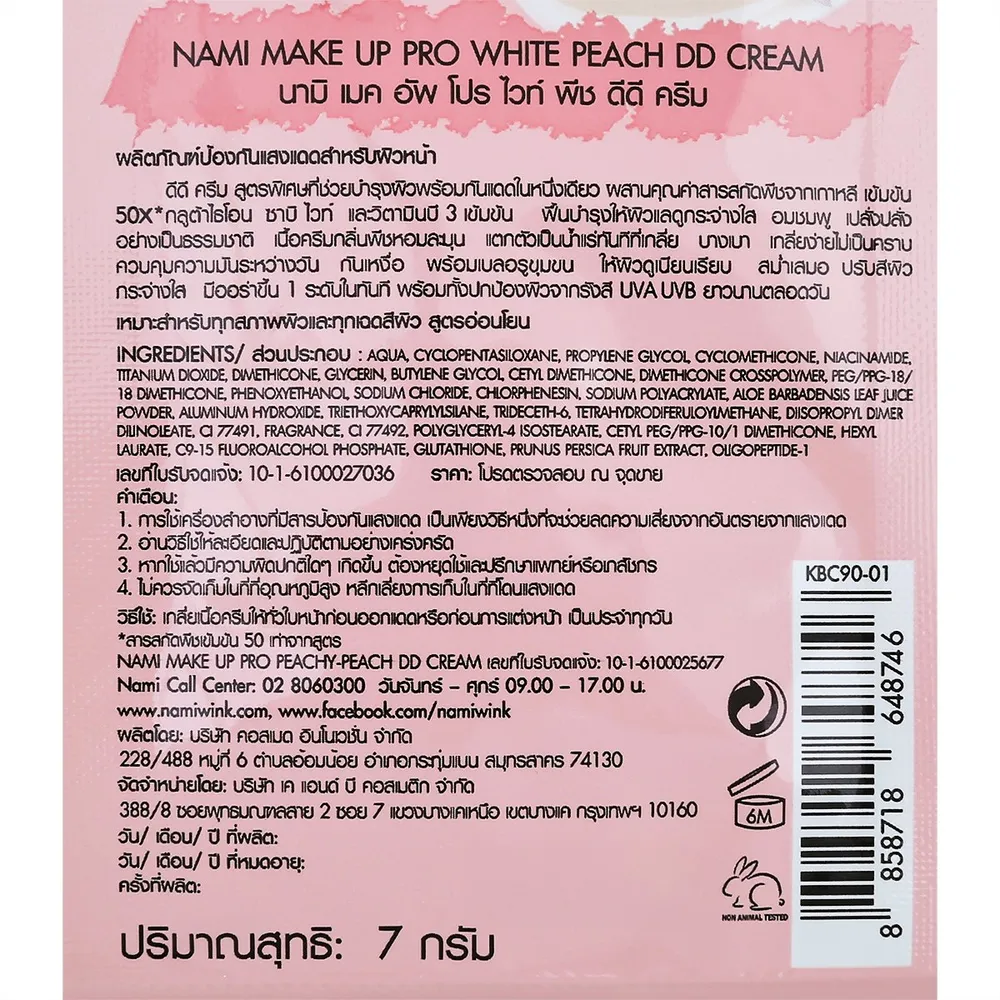 NAMI MAKE UP PRO WHITE PEACH DD CREAM
นามิ เมค อัพ โปร ไวท์ พีช ดีดี ครีม
ผลิตภัณฑ์ป้องกันแสงแดดสำหรับผิวหน้า
ดีดี ครีม สูตรพิเศษที่ช่วยบำรุงผิวพร้อมกันแดดในหนึ่งเดียว ผสานคุณค่าสารสกัดพีชจากเกาหลี เข้มข้น
50X*กลูต้าไธโอน ซาบิ ไวท์ และวิตามินบี 3 เข้มข้น ฟื้นบำรุงให้ผิวแลดูกระจ่างใส อมชมพู เปล่งปลั่ง
อย่างเป็นธรรมชาติ เนื้อครีมกลิ่นพีชหอมละมุน แตกตัวเป็นน้ำแร่ทันทีที่เกลี่ย บางเบา เกลี่ยง่ายไม่เป็นคราบ
ควบคุมความมันระหว่างวัน กันเหงื่อ พร้อมเบลอรูขุมขน ให้ผิวดูเนียนเรียบ สม่ำเสมอ ปรับสีผิว
กระจ่างใส มีออร่าขึ้น 1 ระดับในทันที พร้อมทั้งปกป้องผิวจากรังสี UVA UVB ยาวนานตลอดวัน
เหมาะสำหรับทุกสภาพผิวและทุกเฉดสีผิว สูตรอ่อนโยน
INGREDIENTS/ ส่วนประกอบ : AQUA, CYCLOPENTASILOXANE, PROPYLENE GLYCOL, CYCLOMETHICONE, NIACINAMIDE,
TITANIUM DIOXIDE, DIMETHICONE, GLYCERIN, BUTYLENE GLYCOL, CETYL DIMETHICONE, DIMETHICONE CROSSPOLYMER, PEG/PPG-18/
18 DIMETHICONE, PHENOXYETHANOL, SODIUM CHLORIDE, CHLORPHENESIN, SODIUM POLYACRYLATE, ALOE BARBADENSIS LEAF JUICE
POWDER, ALUMINUM HYDROXIDE, TRIETHOXYCAPRYLYLSILANE, TRIDECETH-6, TETRAHYDRODIFERULOYLMETHANE, DIISOPROPYL DIMER
DILINOLEATE, CI 77491, FRAGRANCE, CI 77492, POLYGLYCERYL-4 ISOSTEARATE, CETYL PEG/PPG-10/1 DIMETHICONE, HEXYL
LAURATE, C9-15 FLUOROALCOHOL PHOSPHATE, GLUTATHIONE, PRUNUS PERSICA FRUIT EXTRACT, OLIGOPEPTIDE-1
เลขที่ใบรับจดแจ้ง: 10-1-6100027036 ราคา: โปรดตรวจสอบ ณ จุดขาย
คำเตือน:
1. การใช้เครื่องสำอางที่มีสารป้องกันแสงแดด เป็นเพียงวิธีหนึ่งที่จะช่วยลดความเสี่ยงจากอันตรายจากแสงแดด
2. อ่านวิธีใช้ให้ละเอียดและปฏิบัติตามอย่างเคร่งครัด
3. หากใช้แล้วมีความผิดปกติใดๆ เกิดขึ้น ต้องหยุดใช้และปรึกษาแพทย์หรือเภสัชกร
4. ไม่ควรจัดเก็บในที่ที่อุณหภูมิสูง หลีกเลี่ยงการเก็บในที่ที่โดนแสงแดด
วิธีใช้: เกลี่ยเนื้อครีมให้ทั่วใบหน้าก่อนออกแดดหรือก่อนการแต่งหน้า เป็นประจำทุกวัน
*สารสกัดพีชเข้มข้น 50 เท่าจากสูตร
NAMI MAKE UP PRO PEACHY-PEACH DD CREAM เลขที่ใบรับจดแจ้ง: 10-1-6100025677
Nami Call Center: 02 8060300 วันจันทร์ – ศุกร์ 09.00 – 17.00 น.
www.namiwink.com, www.facebook.com/namiwink
ผลิตโดย: บริษัท คอสเมด อินโนเวชั่น จำกัด
228/488 หมู่ที่ 6 ตำบลอ้อมน้อย อำเภอกระทุ่มแบน สมุทรสาคร 74130
จัดจำหน่ายโดย: บริษัท เค แอนด์ บี คอสเมติก จำกัด
388/8 ซอยพุทธมณฑลสาย 2 ซอย 7 แขวงบางแคเหนือ เขตบางแค กรุงเทพฯ 10160
วัน/ เดือน/ ปี ที่ผลิต:
วัน/ เดือน/ ปี ที่หมดอายุ:
ครั้งที่ผลิต:
ปริมาณสุทธิ: 7 กรัม
KBC90-01
8 858718 648746
6M
NON ANIMAL TESTED